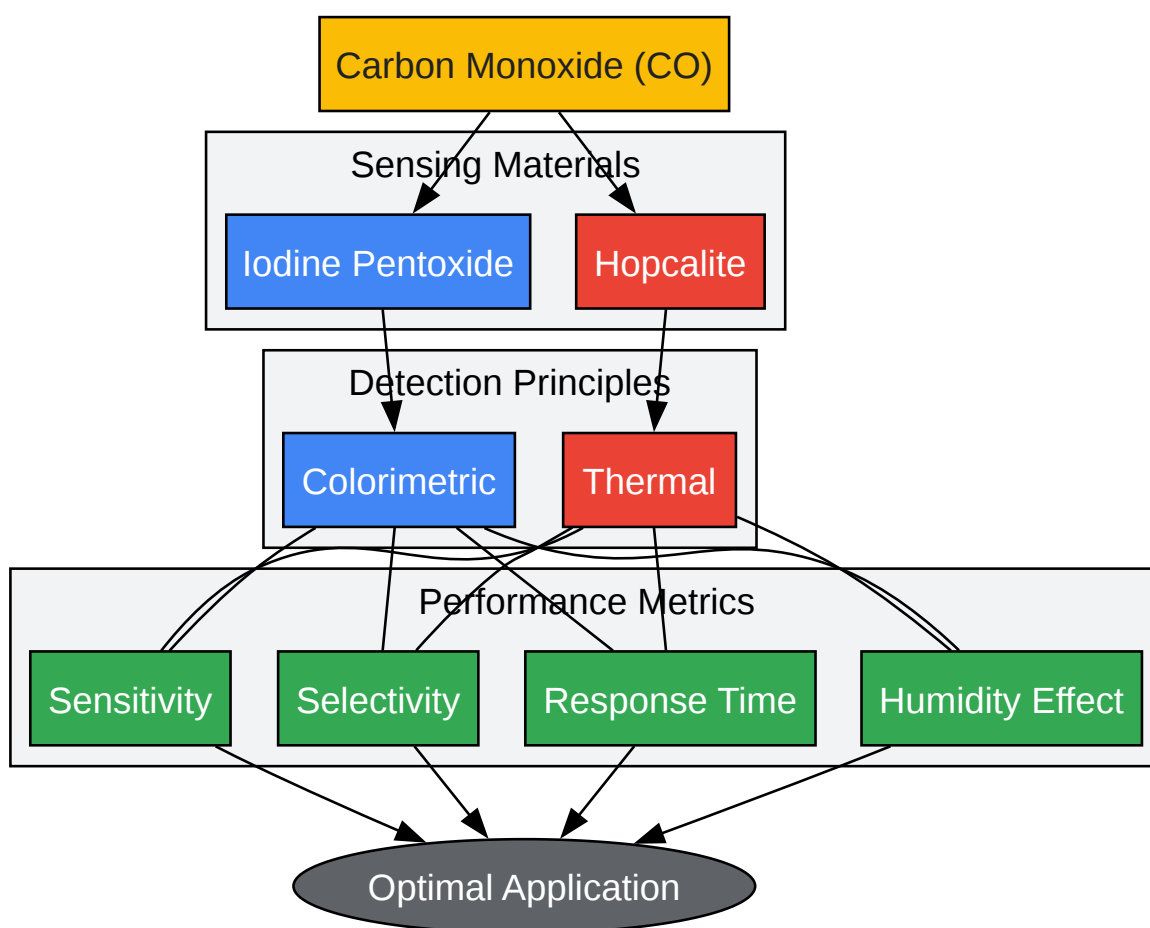 Carbon Monoxide (CO)
Sensing Materials
Iodine Pentoxide
Hopcalite
Detection Principles
Colorimetric
Thermal
Performance Metrics
Sensitivity
Selectivity
Response Time
Humidity Effect
Optimal Application